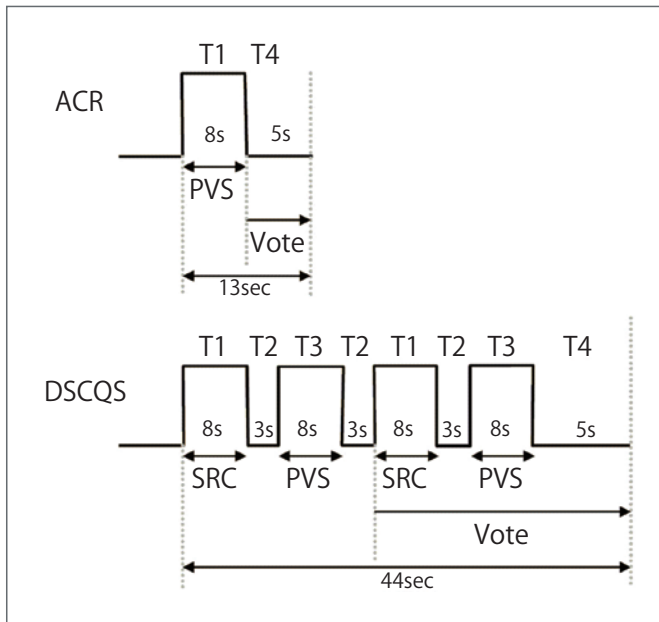 T1 T4
ACR
8s 5s
PVS
Vote
13sec
T1 T2 T3 T2 T1 T2 T3 T4
DSCQS
8s 3s 8s 3s 8s 3s 8s 5s
SRC PVS SRC PVS
Vote
44sec